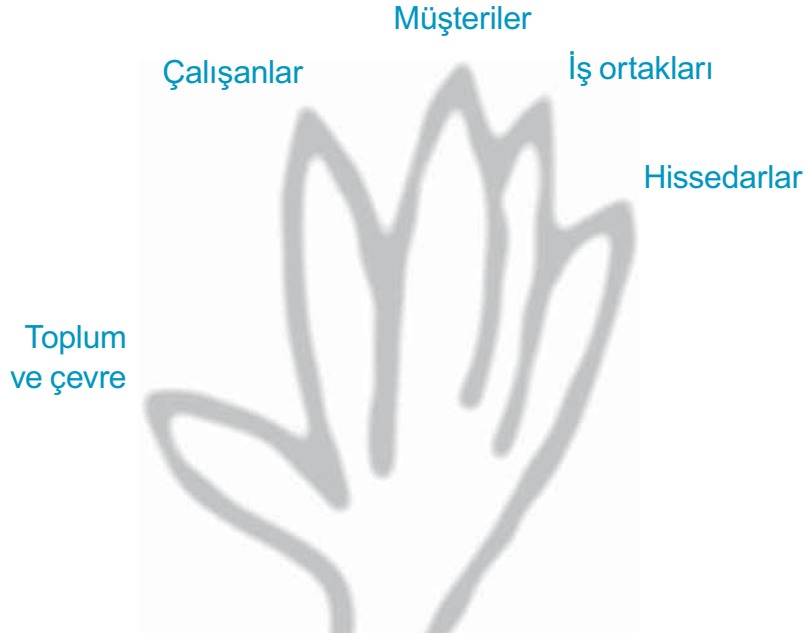 Müşteriler
Çalışanlar
İş ortakları
Hissedarlar
Toplum
ve çevre